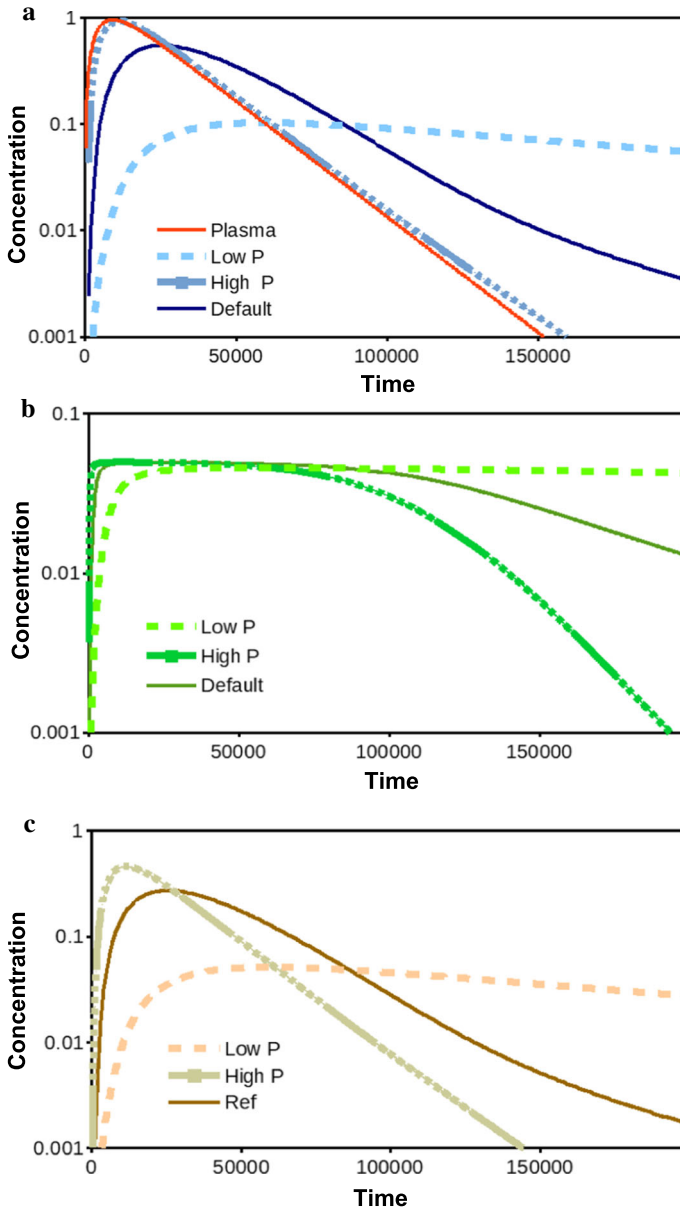 a
1
0.1
0.01
0.001
Concentration
Plasma
Low P
High P
Default
0 50000 100000 150000
Time
b
0.1
0.01
0.001
Concentration
Low P
High P
Default
0 50000 100000 150000
Time
c
1
0.1
0.01
0.001
Concentration
Low P
High P
Ref
0 50000 100000 150000
Time